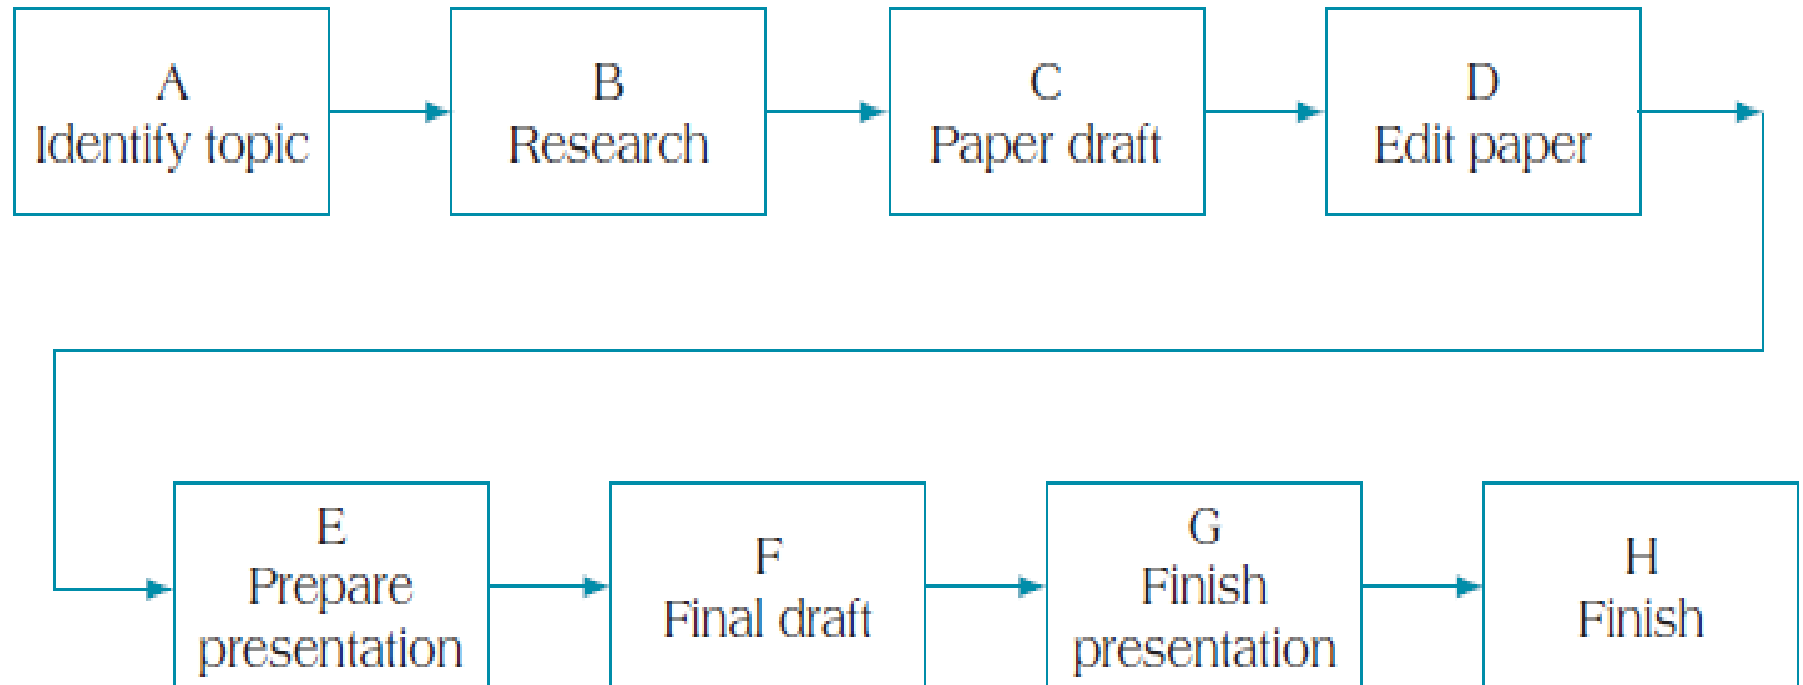 A
Identify topic
B
Research
C
Paper draft
D
Edit paper
E
Prepare
presentation
F
Final draft
G
Finish
presentation
H
Finish